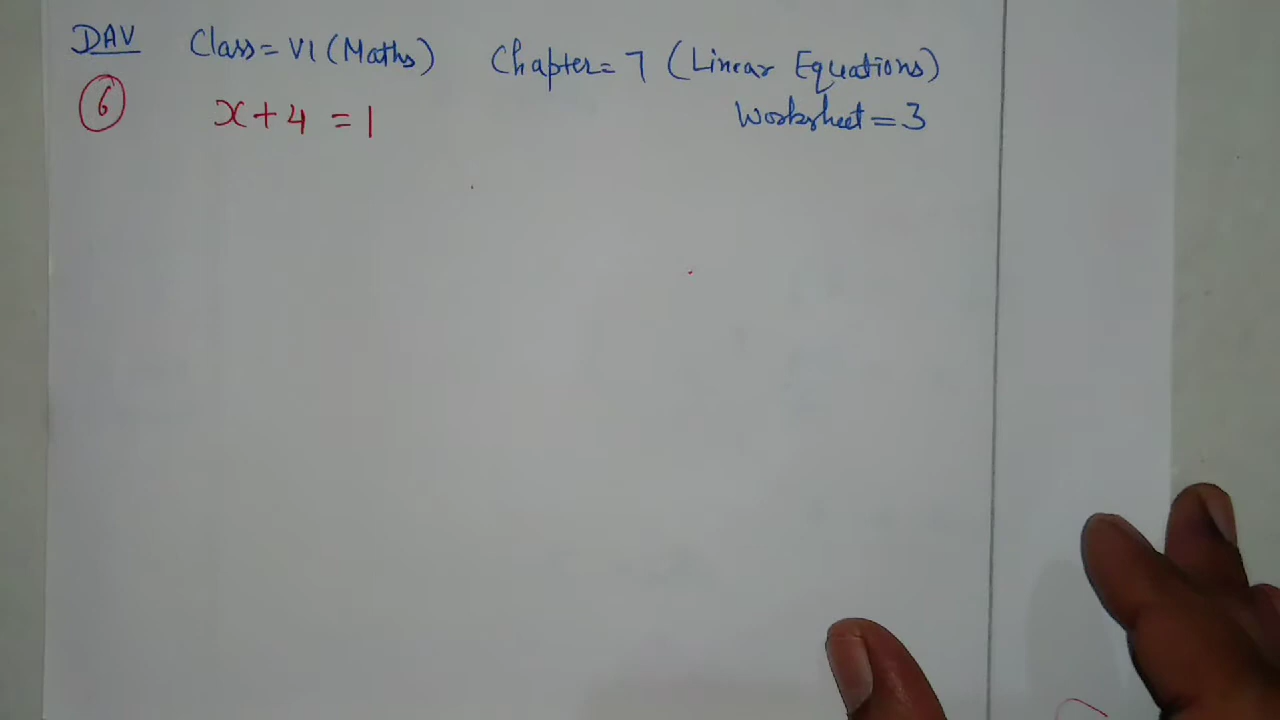 DAV Class = VI (Maths) Chapter = 7 (Linear Equations)
6 x + 4 = 1 Worksheet = 3